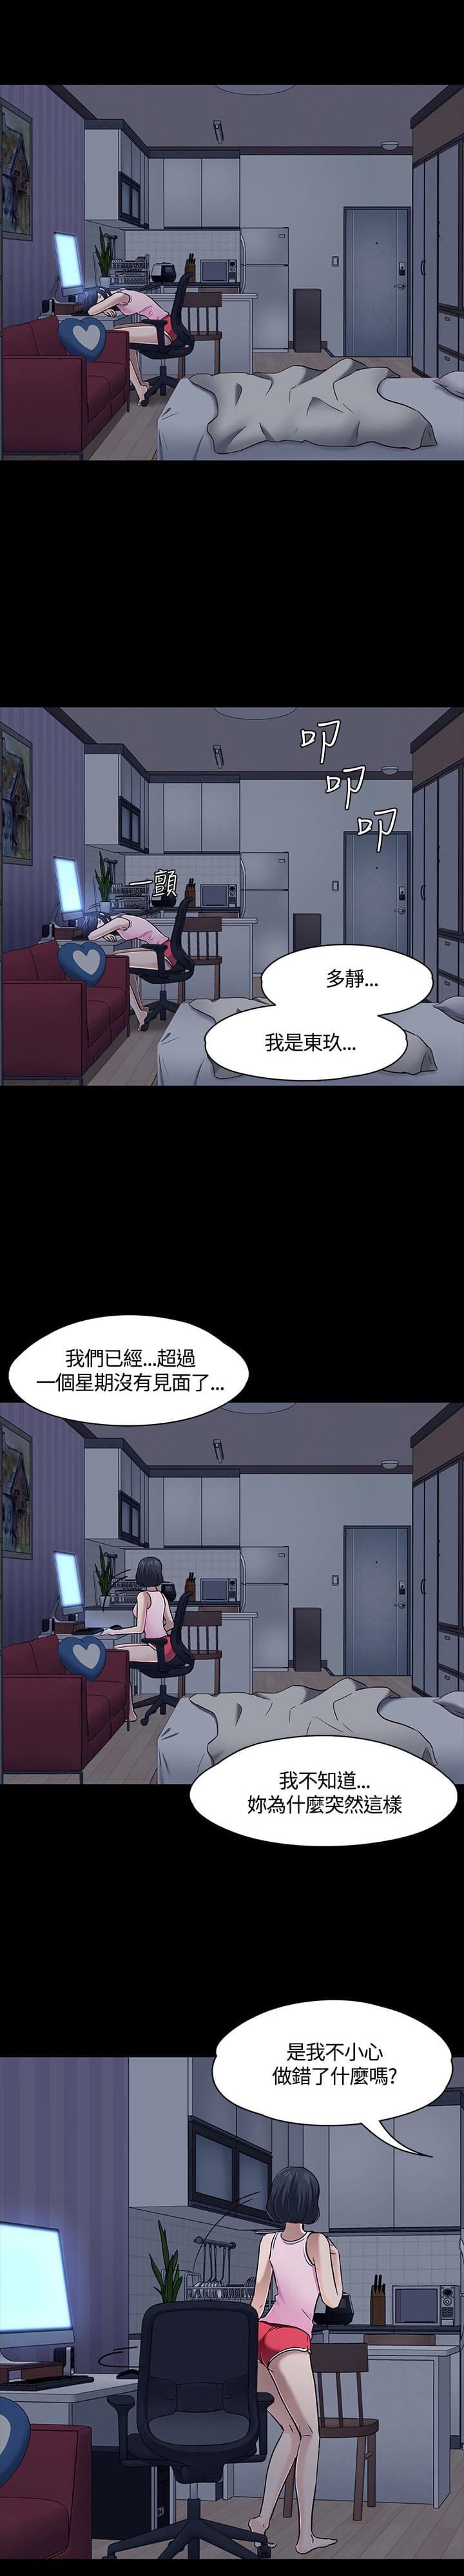 叩
叩
叩
一顫
多靜...
我是東玖...
我們已經...超過
一個星期沒有見面了...
我不知道...
妳為什麼突然這樣
是我不小心
做錯了什麼嗎?